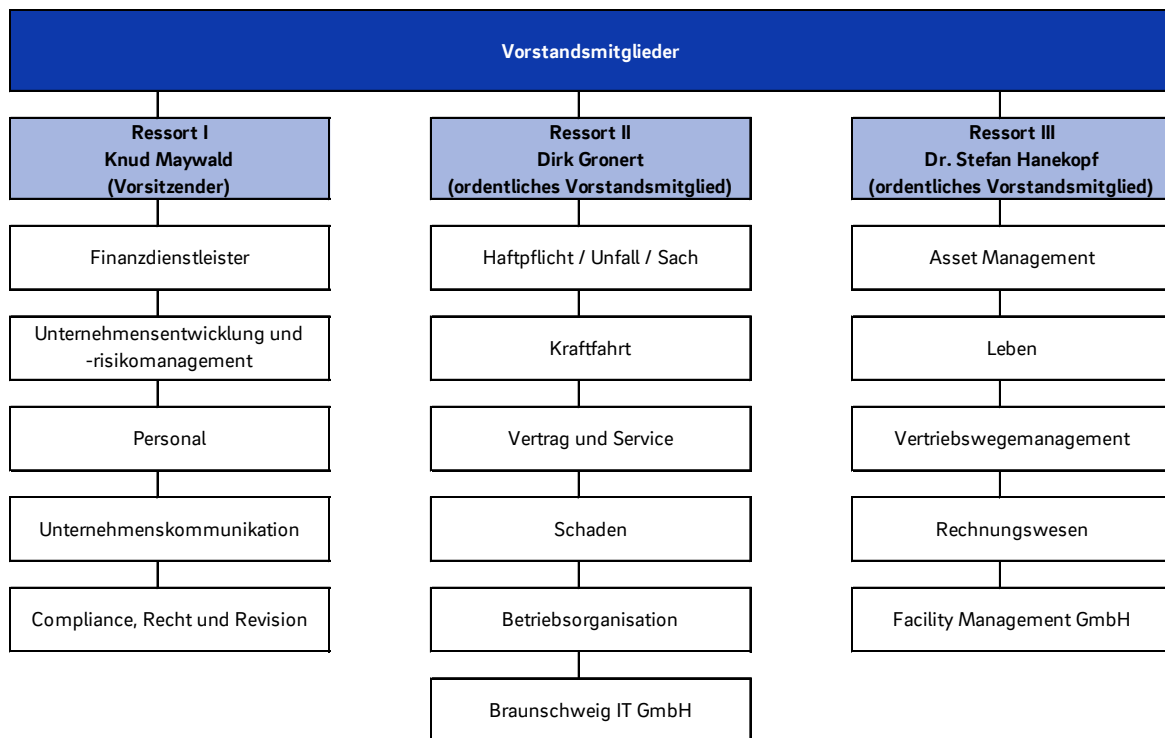 Vorstandsmitglieder
Ressort I
Knud Maywald
(Vorsitzender)
Finanzdienstleister
Unternehmensentwicklung und
-risikomanagement
Personal
Unternehmenskommunikation
Compliance, Recht und Revision
Ressort II
Dirk Gronert
(ordentliches Vorstandsmitglied)
Haftpflicht / Unfall / Sach
Kraftfahrt
Vertrag und Service
Schaden
Betriebsorganisation
Braunschweig IT GmbH
Ressort III
Dr. Stefan Hanekopf
(ordentliches Vorstandsmitglied)
Asset Management
Leben
Vertriebswegemanagement
Rechnungswesen
Facility Management GmbH